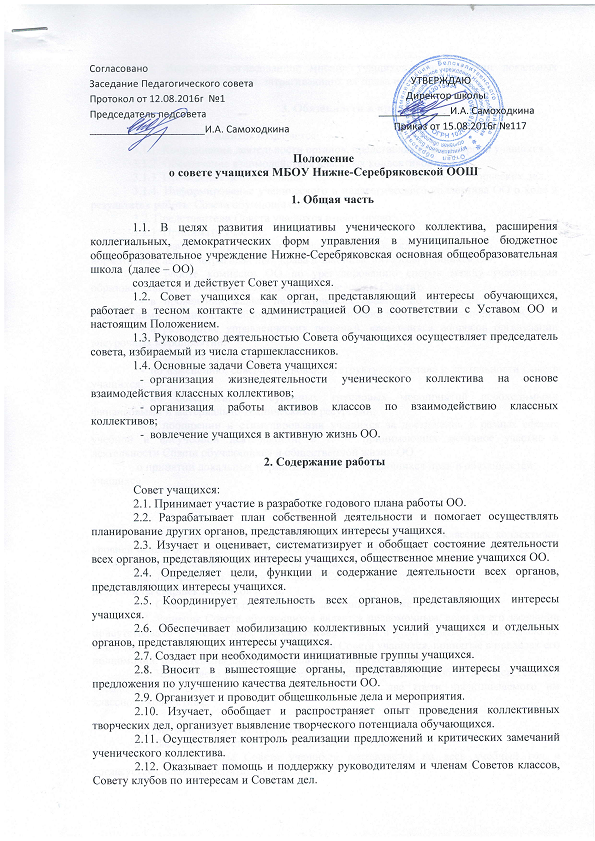 Согласовано
Заседание Педагогического совета
Протокол от 12.08.2016г №1
Председатель педсовета
И.А. Самоходкина
УТВЕРЖДАЮ
Директор школы
И.А. Самоходкина
Приказ от 15.08.2016г №117
Положение
о совете учащихся МБОУ Нижне-Серебряковской ООШ
1. Общая часть
1.1. В целях развития инициативы ученического коллектива, расширения
коллегиальных, демократических форм управления в муниципальное бюджетное
общеобразовательное учреждение Нижне-Серебряковская основная общеобразовательная
школа (далее – ОО)
создается и действует Совет учащихся.
1.2. Совет учащихся как орган, представляющий интересы обучающихся,
работает в тесном контакте с администрацией ОО в соответствии с Уставом ОО и
настоящим Положением.
1.3. Руководство деятельностью Совета обучающихся осуществляет председатель
совета, избираемый из числа старшеклассников.
1.4. Основные задачи Совета учащихся:
- организация жизнедеятельности ученического коллектива на основе
взаимодействия классных коллективов;
- организация работы активов классов по взаимодействию классных
коллективов;
- вовлечение учащихся в активную жизнь ОО.
2. Содержание работы
Совет учащихся:
2.1. Принимает участие в разработке годового плана работы ОО.
2.2. Разрабатывает план собственной деятельности и помогает осуществлять
планирование других органов, представляющих интересы учащихся.
2.3. Изучает и оценивает, систематизирует и обобщает состояние деятельности
всех органов, представляющих интересы учащихся, общественное мнение учащихся ОО.
2.4. Определяет цели, функции и содержание деятельности всех органов,
представляющих интересы учащихся.
2.5. Координирует деятельность всех органов, представляющих интересы
учащихся.
2.6. Обеспечивает мобилизацию коллективных усилий учащихся и отдельных
органов, представляющих интересы учащихся.
2.7. Создает при необходимости инициативные группы учащихся.
2.8. Вносит в вышестоящие органы, представляющие интересы учащихся
предложения по улучшению качества деятельности ОО.
2.9. Организует и проводит общешкольные дела и мероприятия.
2.10. Изучает, обобщает и распространяет опыт проведения коллективных
творческих дел, организует выявление творческого потенциала обучающихся.
2.11. Осуществляет контроль реализации предложений и критических замечаний
ученического коллектива.
2.12. Оказывает помощь и поддержку руководителям и членам Советов классов,
Совету клубов по интересам и Советам дел.